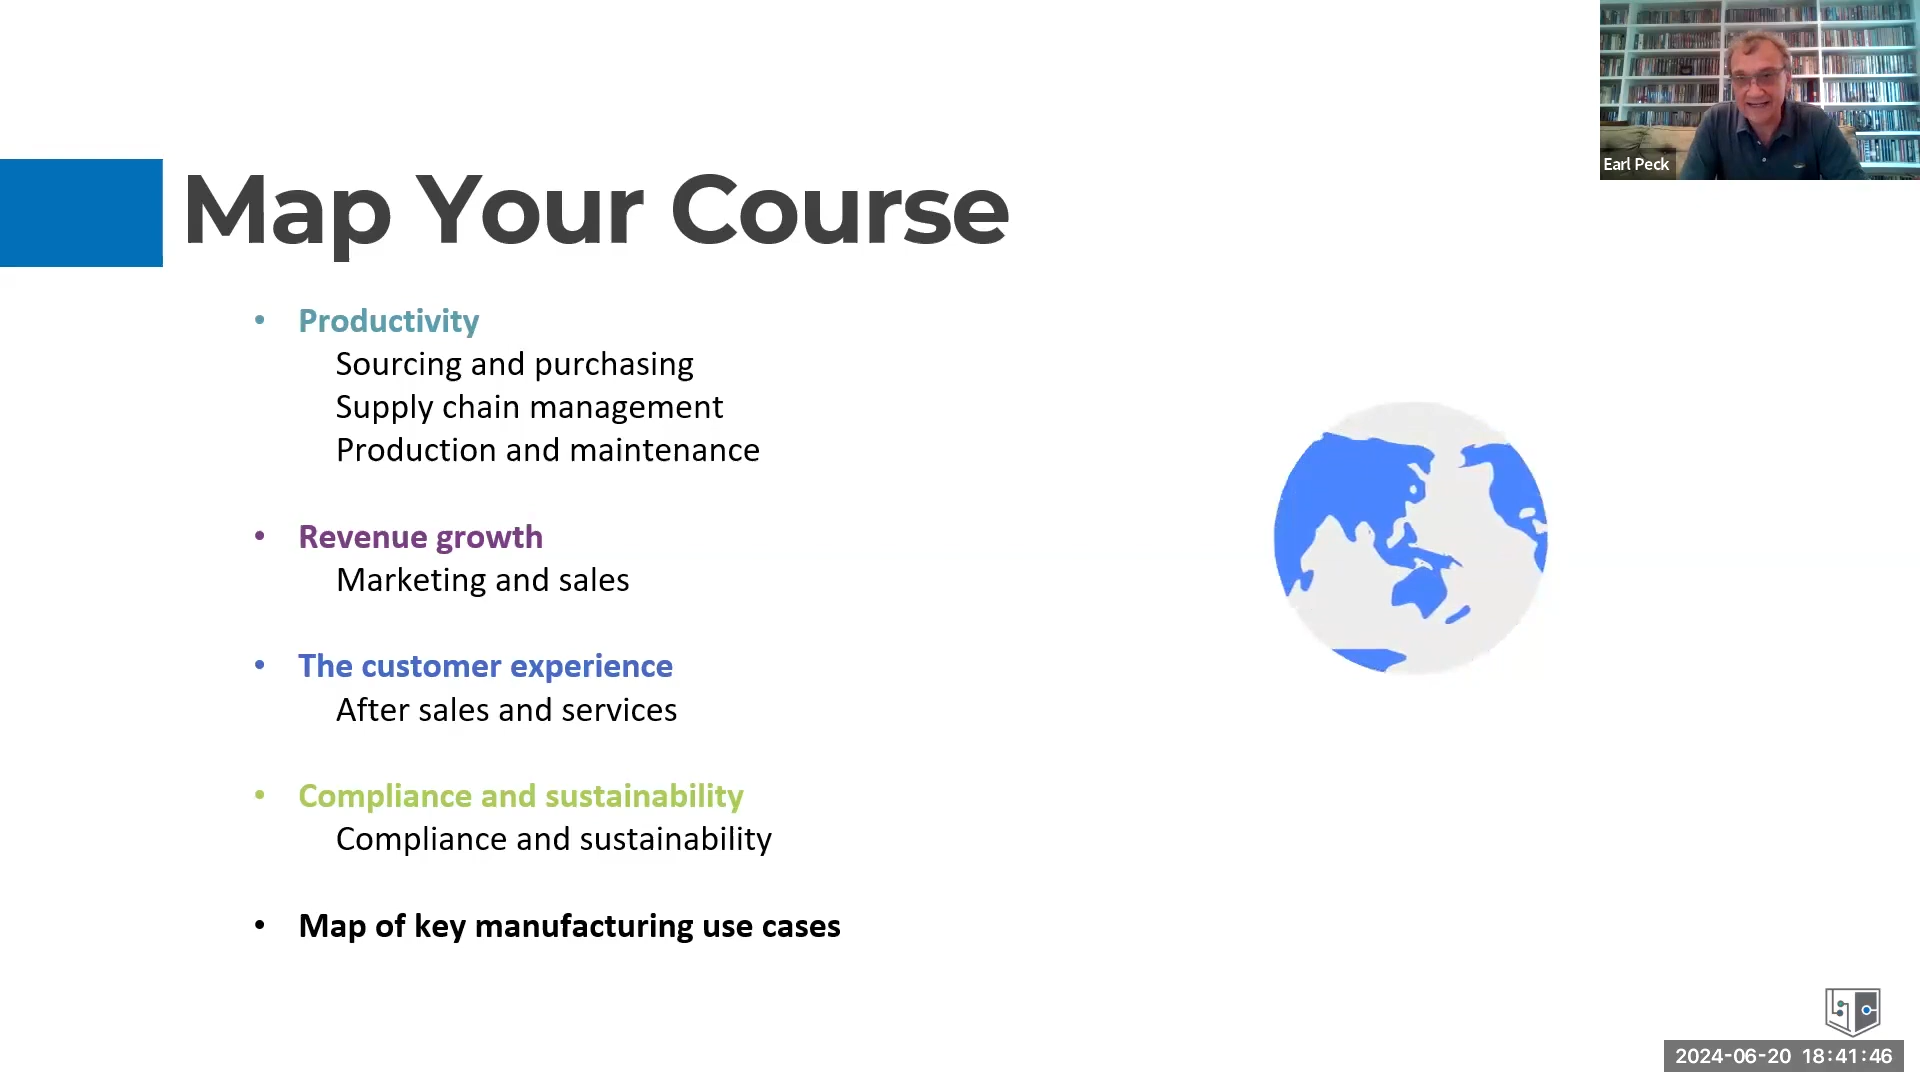 Earl Peck
Map Your Course
• Productivity
Sourcing and purchasing
Supply chain management
Production and maintenance
• Revenue growth
Marketing and sales
• The customer experience
After sales and services
• Compliance and sustainability
Compliance and sustainability
• Map of key manufacturing use cases
2024-06-20 18:41:46